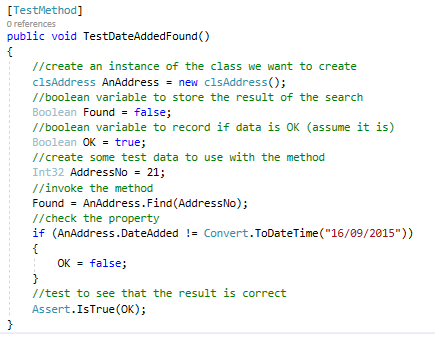 [TestMethod]
0 references
public void TestDateAddedFound()
{
//create an instance of the class we want to create
clsAddress AnAddress = new clsAddress();
//boolean variable to store the result of the search
Boolean Found = false;
//boolean variable to record if data is OK (assume it is)
Boolean OK = true;
//create some test data to use with the method
Int32 AddressNo = 21;
//invoke the method
Found = AnAddress.Find(AddressNo);
//check the property
if (AnAddress.DateAdded != Convert.ToDateTime("16/09/2015"))
{
OK = false;
}
//test to see that the result is correct
Assert.IsTrue(OK);
}